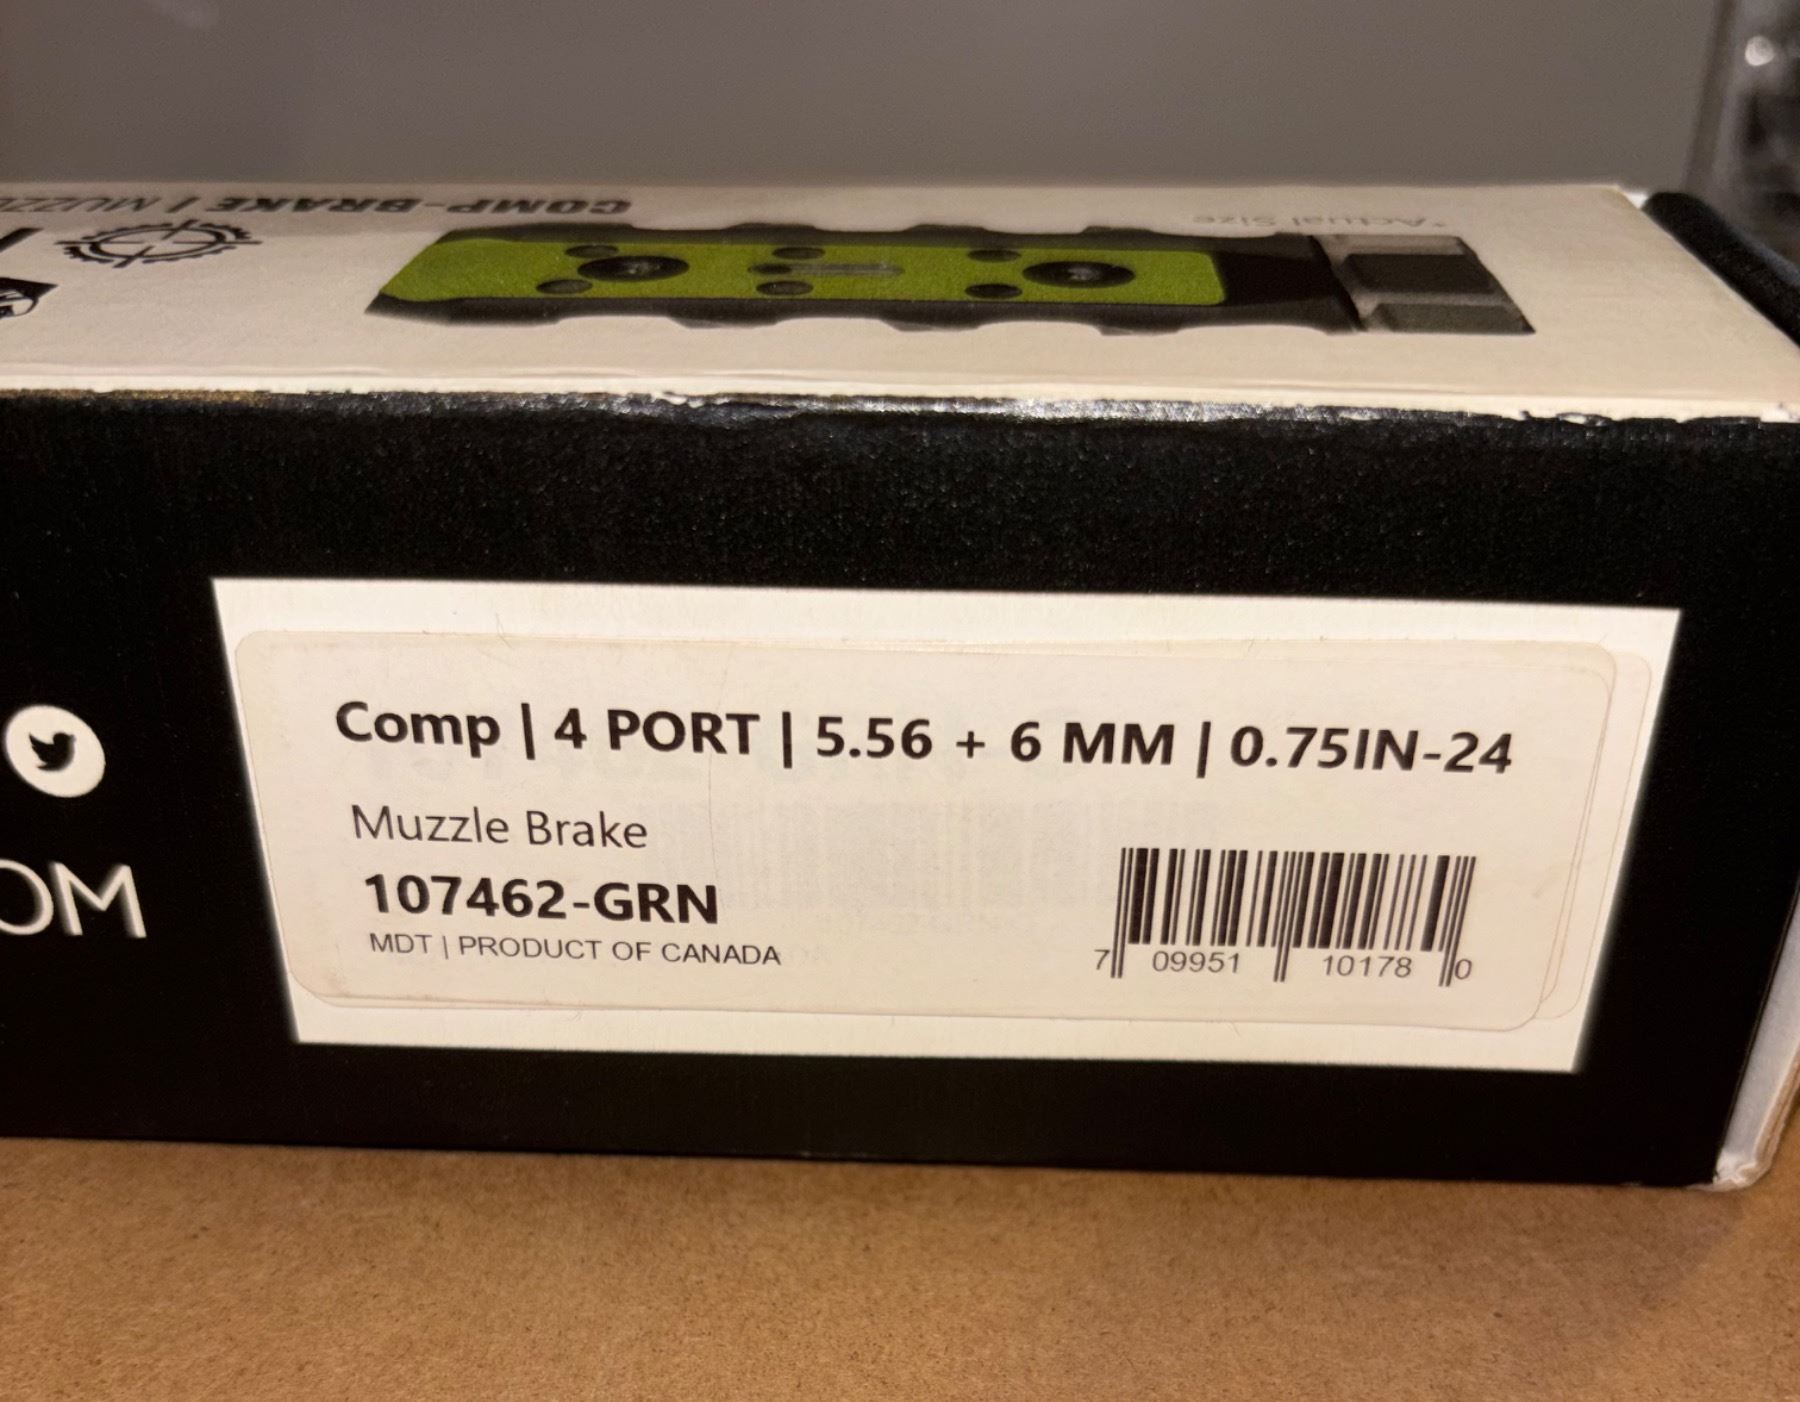 COMP-BRAKE | MUZZ
*Actual Size
Comp | 4 PORT | 5.56 + 6 MM | 0.75IN-24
Muzzle Brake
107462-GRN
MDT | PRODUCT OF CANADA
7 09951 10178 0
OM